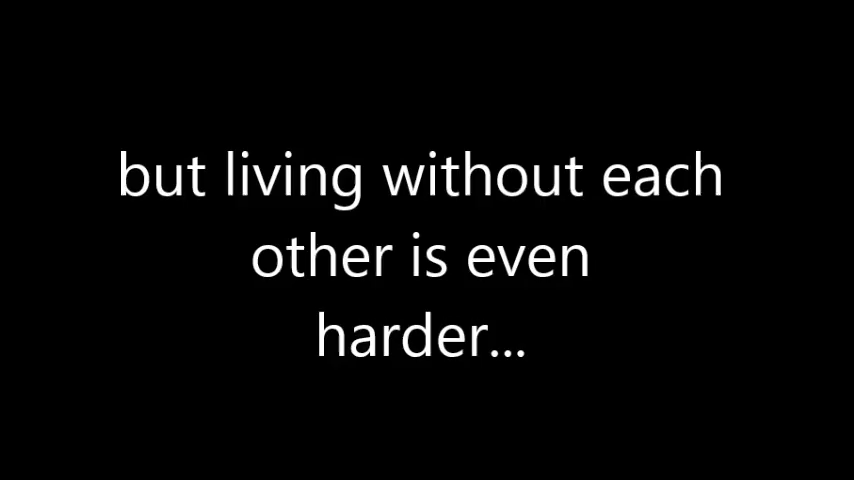 but living without each
other is even
harder...